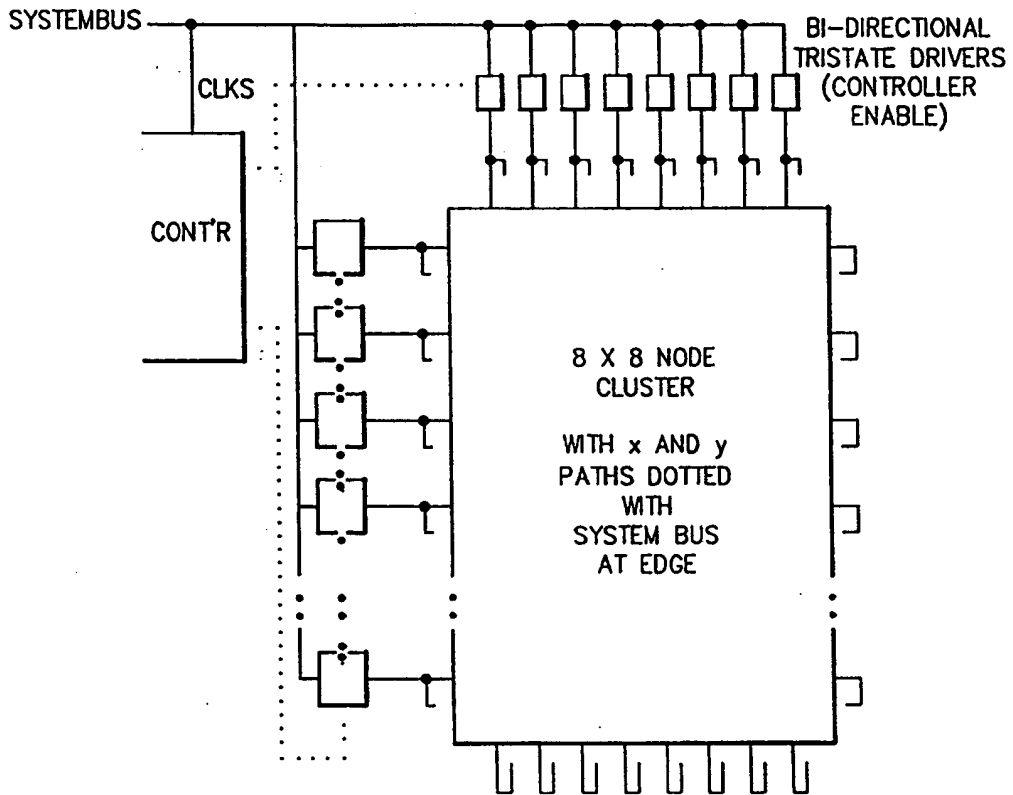 SYSTEMBUS
BI-DIRECTIONAL
TRISTATE DRIVERS
(CONTROLLER
ENABLE)
CLKS
CONT'R
8 X 8 NODE
CLUSTER
WITH x AND y
PATHS DOTTED
WITH
SYSTEM BUS
AT EDGE